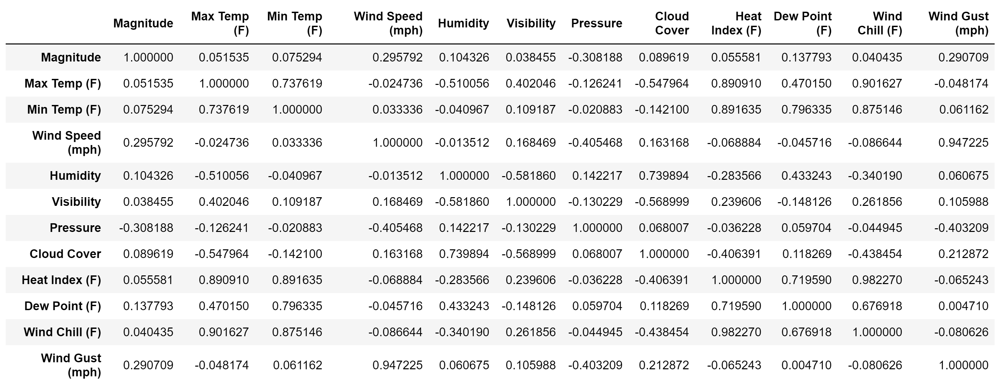 Magnitude Max Temp (F) Min Temp (F) Wind Speed (mph) Humidity Visibility Pressure Cloud Cover Heat Index (F) Dew Point (F) Wind Chill (F) Wind Gust (mph)
Magnitude 1.000000 0.051535 0.075294 0.295792 0.104326 0.038455 -0.308188 0.089619 0.055581 0.137793 0.040435 0.290709
Max Temp (F) 0.051535 1.000000 0.737619 -0.024736 -0.510056 0.402046 -0.126241 -0.547964 0.890910 0.470150 0.901627 -0.048174
Min Temp (F) 0.075294 0.737619 1.000000 0.033336 -0.040967 0.109187 -0.020883 -0.142100 0.891635 0.796335 0.875146 0.061162
Wind Speed (mph) 0.295792 -0.024736 0.033336 1.000000 -0.013512 0.168469 -0.405468 0.163168 -0.068884 -0.045716 -0.086644 0.947225
Humidity 0.104326 -0.510056 -0.040967 -0.013512 1.000000 -0.581860 0.142217 0.739894 -0.283566 0.433243 -0.340190 0.060675
Visibility 0.038455 0.402046 0.109187 0.168469 -0.581860 1.000000 -0.130229 -0.568999 0.239606 -0.148126 0.261856 0.105988
Pressure -0.308188 -0.126241 -0.020883 -0.405468 0.142217 -0.130229 1.000000 0.068007 -0.036228 0.059704 -0.044945 -0.403209
Cloud Cover 0.089619 -0.547964 -0.142100 0.163168 0.739894 -0.568999 0.068007 1.000000 -0.406391 0.118269 -0.438454 0.212872
Heat Index (F) 0.055581 0.890910 0.891635 -0.068884 -0.283566 0.239606 -0.036228 -0.406391 1.000000 0.719590 0.982270 -0.065243
Dew Point (F) 0.137793 0.470150 0.796335 -0.045716 0.433243 -0.148126 0.059704 0.118269 0.719590 1.000000 0.676918 0.004710
Wind Chill (F) 0.040435 0.901627 0.875146 -0.086644 -0.340190 0.261856 -0.044945 -0.438454 0.982270 0.676918 1.000000 -0.080626
Wind Gust (mph) 0.290709 -0.048174 0.061162 0.947225 0.060675 0.105988 -0.403209 0.212872 -0.065243 0.004710 -0.080626 1.000000